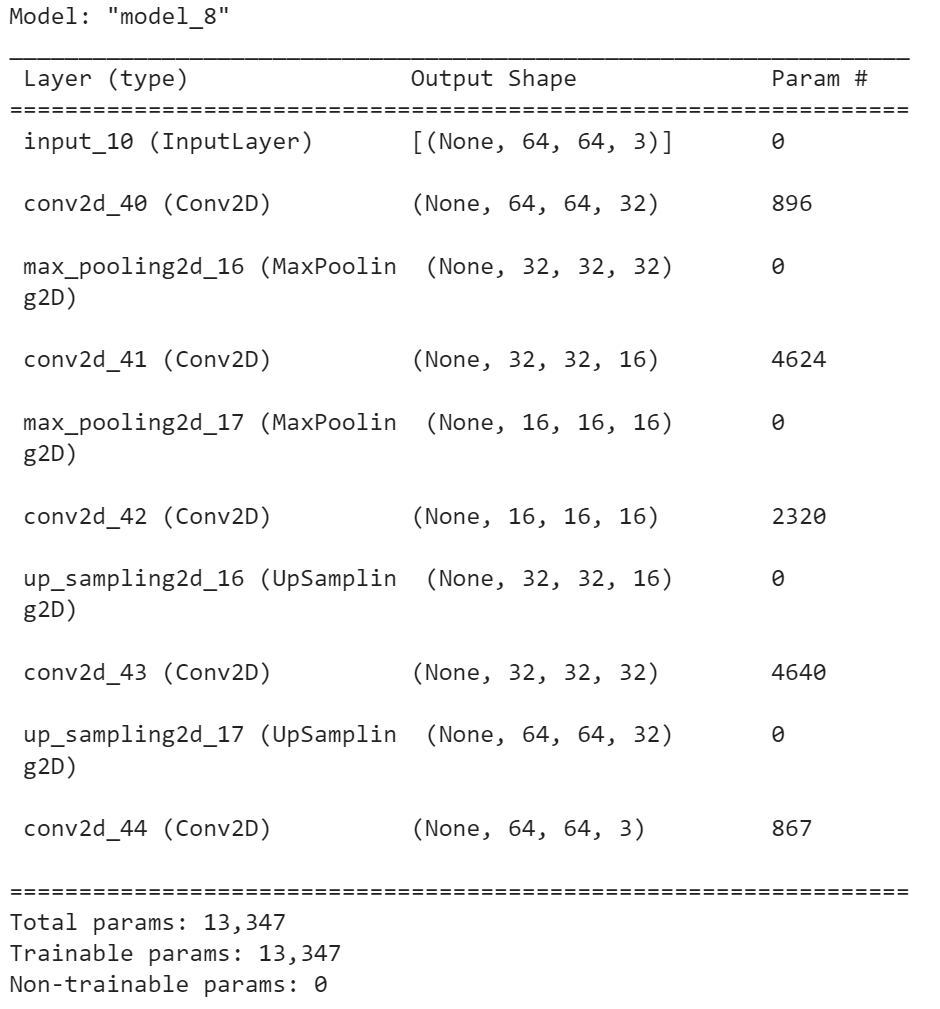 Model: "model_8"
_________________________________________________________________
Layer (type) Output Shape Param #
=================================================================
input_10 (InputLayer) [(None, 64, 64, 3)] 0
conv2d_40 (Conv2D) (None, 64, 64, 32) 896
max_pooling2d_16 (MaxPoolin (None, 32, 32, 32) 0
g2D)
conv2d_41 (Conv2D) (None, 32, 32, 16) 4624
max_pooling2d_17 (MaxPoolin (None, 16, 16, 16) 0
g2D)
conv2d_42 (Conv2D) (None, 16, 16, 16) 2320
up_sampling2d_16 (UpSamplin (None, 32, 32, 16) 0
g2D)
conv2d_43 (Conv2D) (None, 32, 32, 32) 4640
up_sampling2d_17 (UpSamplin (None, 64, 64, 32) 0
g2D)
conv2d_44 (Conv2D) (None, 64, 64, 3) 867
=================================================================
Total params: 13,347
Trainable params: 13,347
Non-trainable params: 0